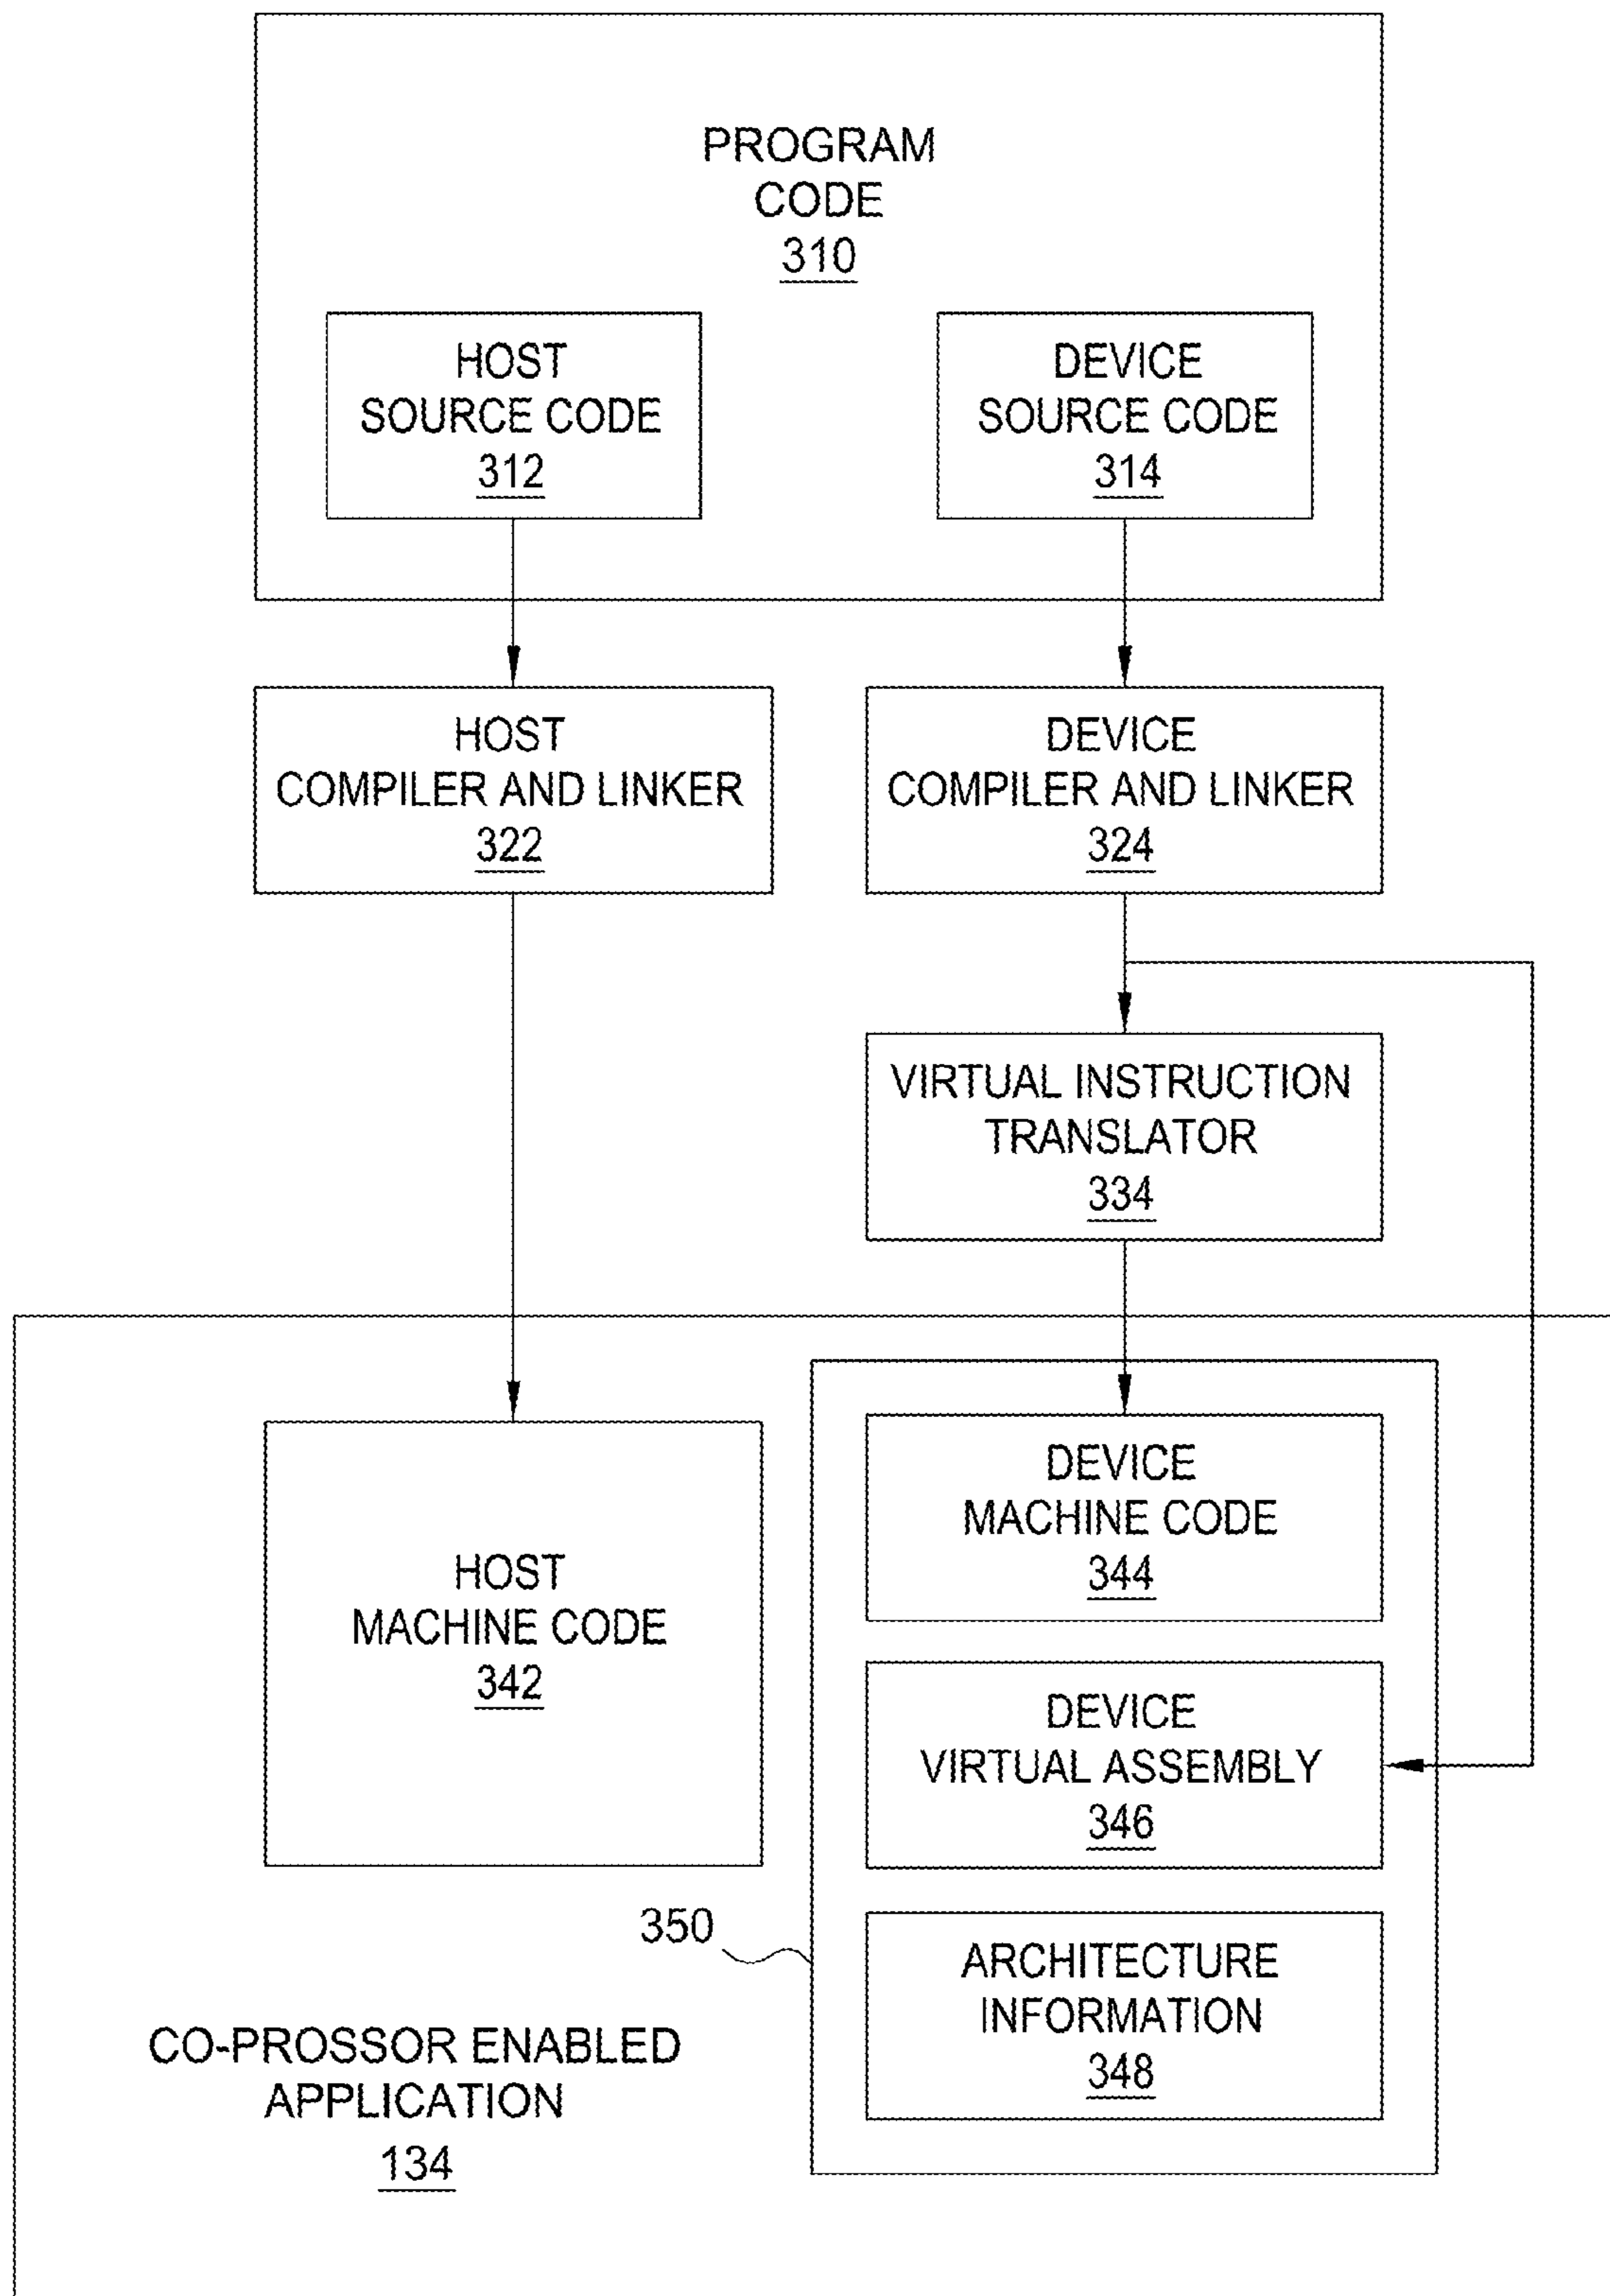 PROGRAM
CODE
310
HOST
SOURCE CODE
312
DEVICE
SOURCE CODE
314
HOST
COMPILER AND LINKER
322
DEVICE
COMPILER AND LINKER
324
VIRTUAL INSTRUCTION
TRANSLATOR
334
HOST
MACHINE CODE
342
DEVICE
MACHINE CODE
344
DEVICE
VIRTUAL ASSEMBLY
346
350
ARCHITECTURE
INFORMATION
348
CO-PROSSOR ENABLED
APPLICATION
134